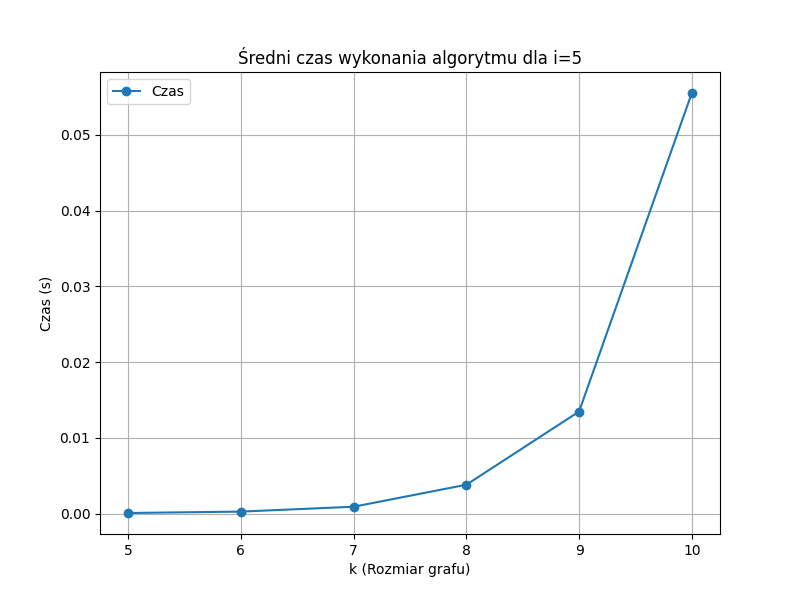 Średni czas wykonania algorytmu dla i=5
Czas
Czas (s)
0.05
0.04
0.03
0.02
0.01
0.00
5 6 7 8 9 10
k (Rozmiar grafu)